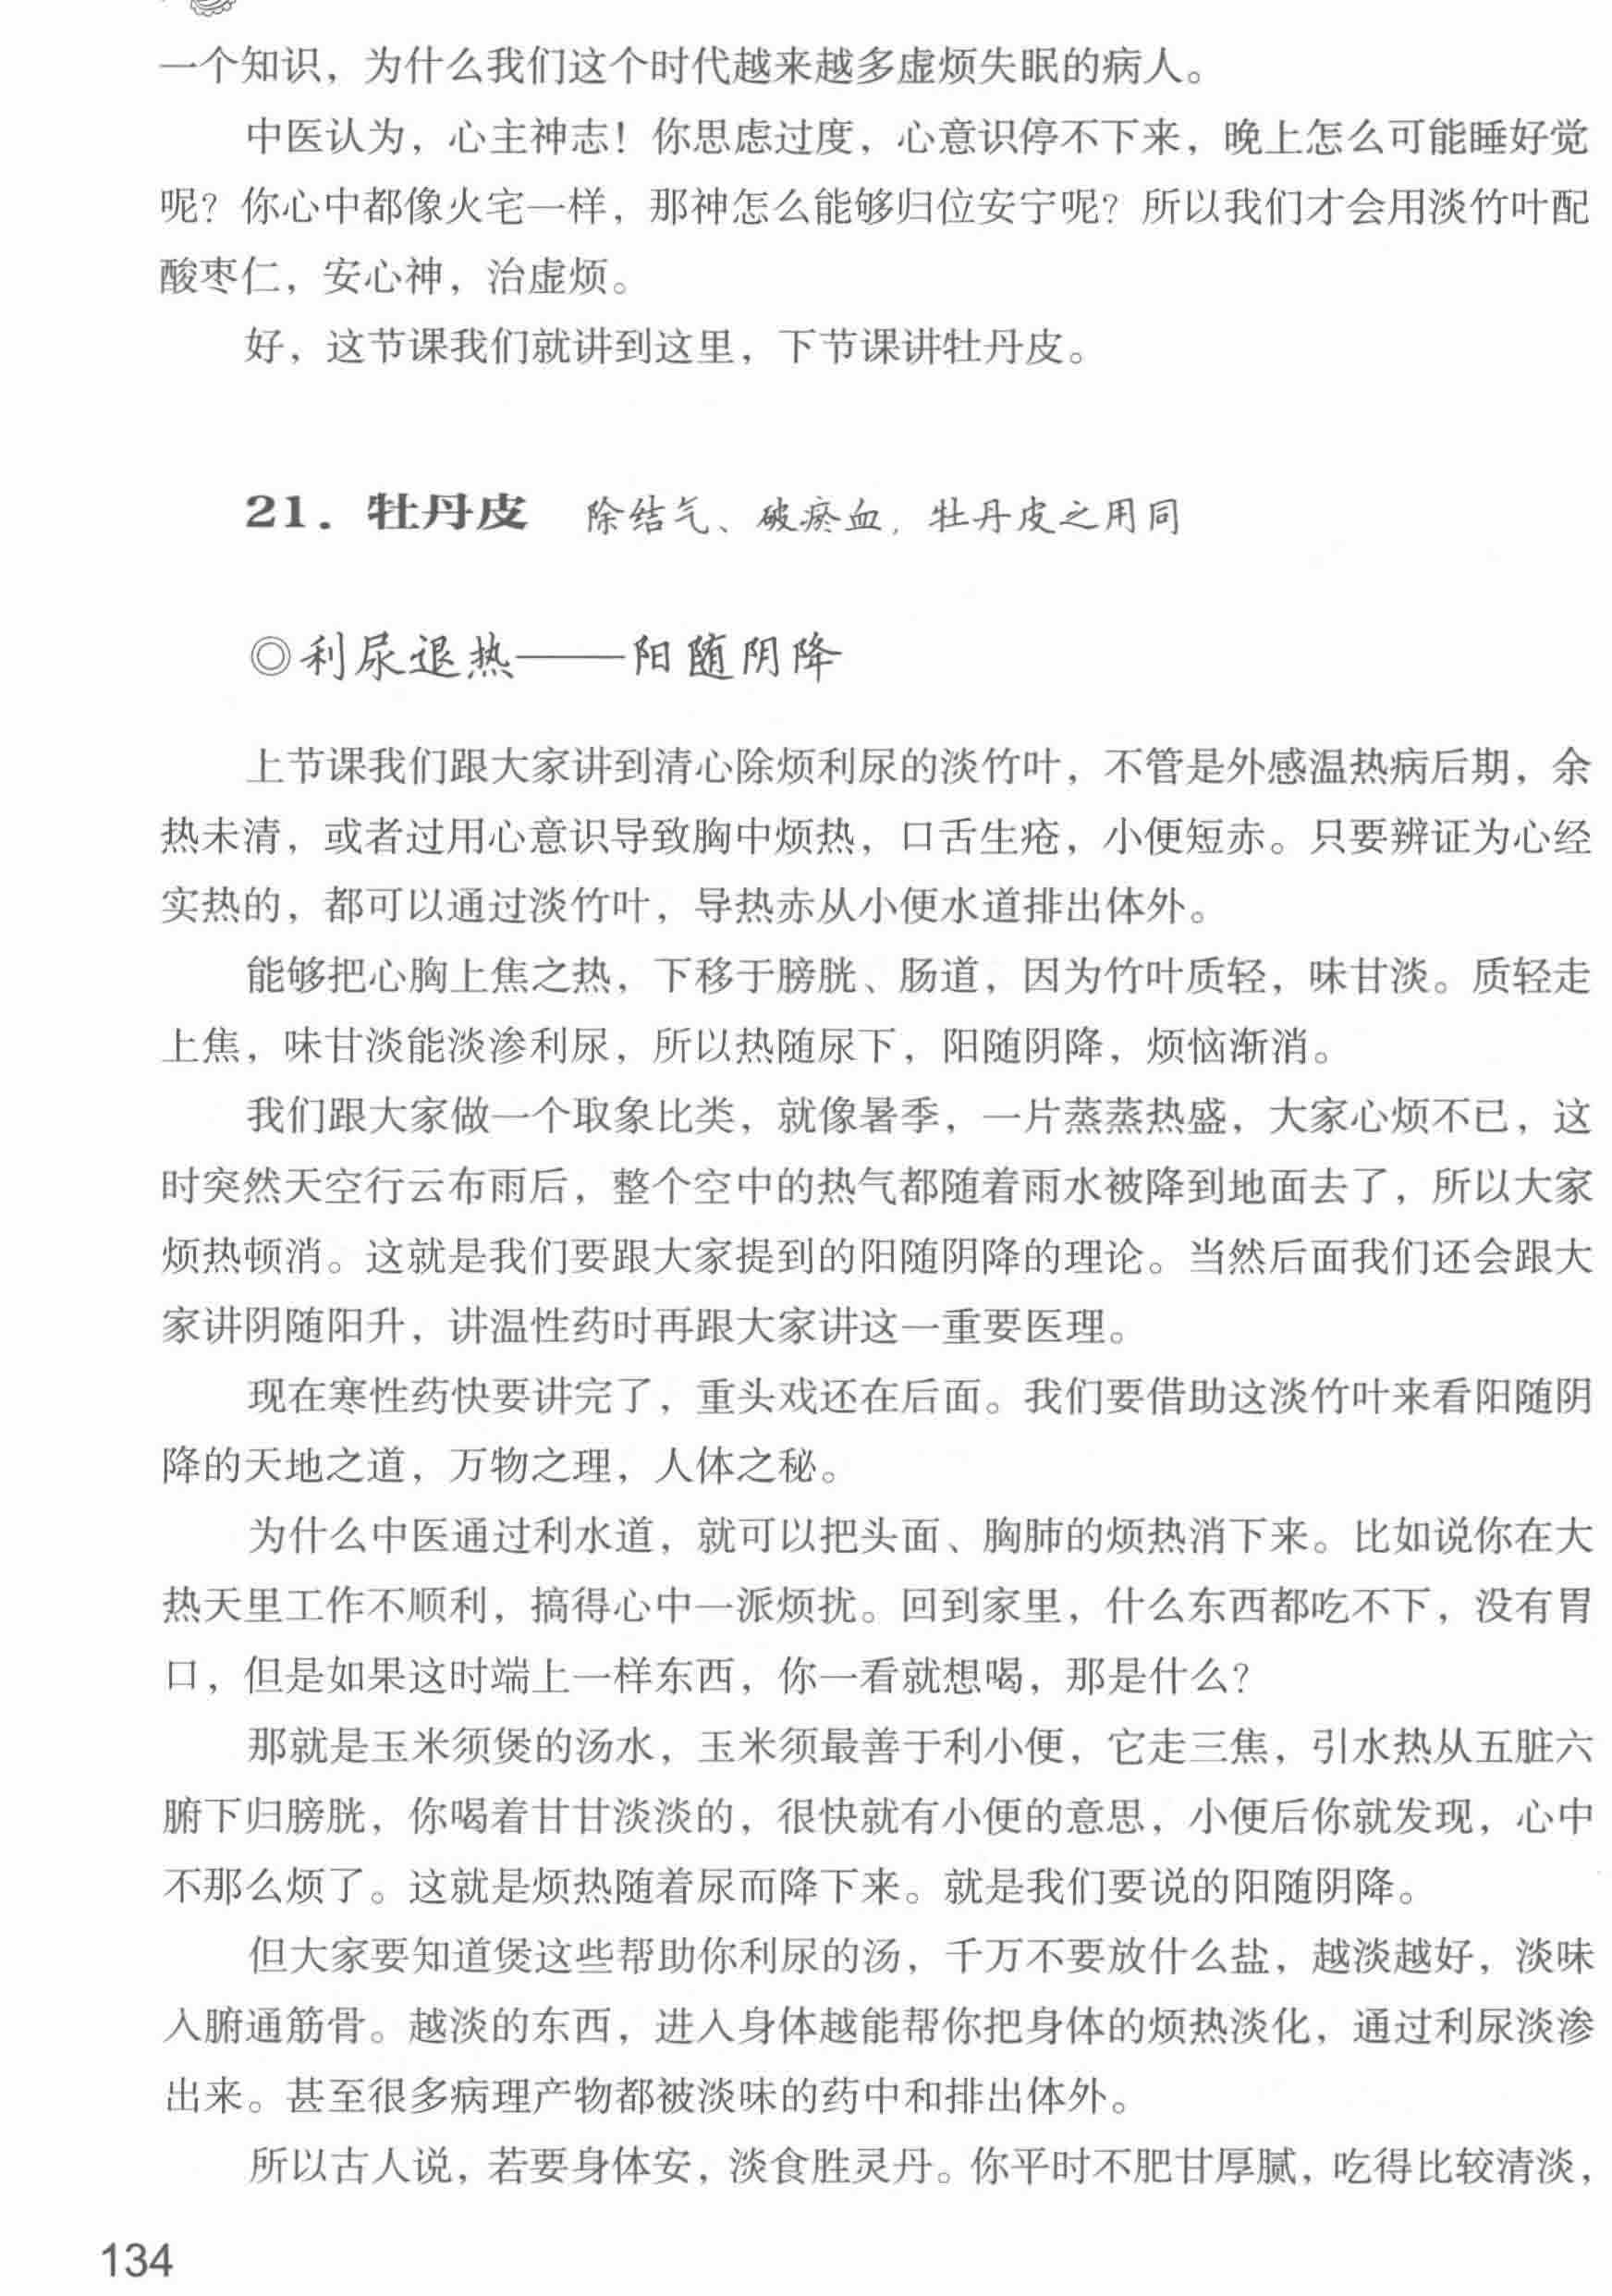 一个知识，为什么我们这个时代越来越多虚烦失眠的病人。
中医认为，心主神志！你思虑过度，心意识停不下来，晚上怎么可能睡好觉
呢？你心中都像火宅一样，那神怎么能够归位安宁呢？所以我们才会用淡竹叶配
酸枣仁，安心神，治虚烦。
好，这节课我们就讲到这里，下节课讲牡丹皮。
21．牡丹皮 除结气、破瘀血，牡丹皮之用同
◎利尿退热——阳随阴降
上节课我们跟大家讲到清心除烦利尿的淡竹叶，不管是外感温热病后期，余
热未清，或者过用心意识导致胸中烦热，口舌生疮，小便短赤。只要辨证为心经
实热的，都可以通过淡竹叶，导热赤从小便水道排出体外。
能够把心胸上焦之热，下移于膀胱、肠道，因为竹叶质轻，味甘淡。质轻走
上焦，味甘淡能淡渗利尿，所以热随尿下，阳随阴降，烦恼渐消。
我们跟大家做一个取象比类，就像暑季，一片蒸蒸热盛，大家心烦不已，这
时突然天空行云布雨后，整个空中的热气都随着雨水被降到地面去了，所以大家
烦热顿消。这就是我们要跟大家提到的阳随阴降的理论。当然后面我们还会跟大
家讲阴随阳升，讲温性药时再跟大家讲这一重要医理。
现在寒性药快要讲完了，重头戏还在后面。我们要借助这淡竹叶来看阳随阴
降的天地之道，万物之理，人体之秘。
为什么中医通过利水道，就可以把头面、胸肺的烦热消下来。比如说你在大
热天里工作不顺利，搞得心中一派烦扰。回到家里，什么东西都吃不下，没有胃
口，但是如果这时端上一样东西，你一看就想喝，那是什么？
那就是玉米须煲的汤水，玉米须最善于利小便，它走三焦，引水热从五脏六
腑下归膀胱，你喝着甘甘淡淡的，很快就有小便的意思，小便后你就发现，心中
不那么烦了。这就是烦热随着尿而降下来。就是我们要说的阳随阴降。
但大家要知道煲这些帮助你利尿的汤，千万不要放什么盐，越淡越好，淡味
入腑通筋骨。越淡的东西，进入身体越能帮你把身体的烦热淡化，通过利尿淡渗
出来。甚至很多病理产物都被淡味的药中和排出体外。
所以古人说，若要身体安，淡食胜灵丹。你平时不肥甘厚腻，吃得比较清淡，
134